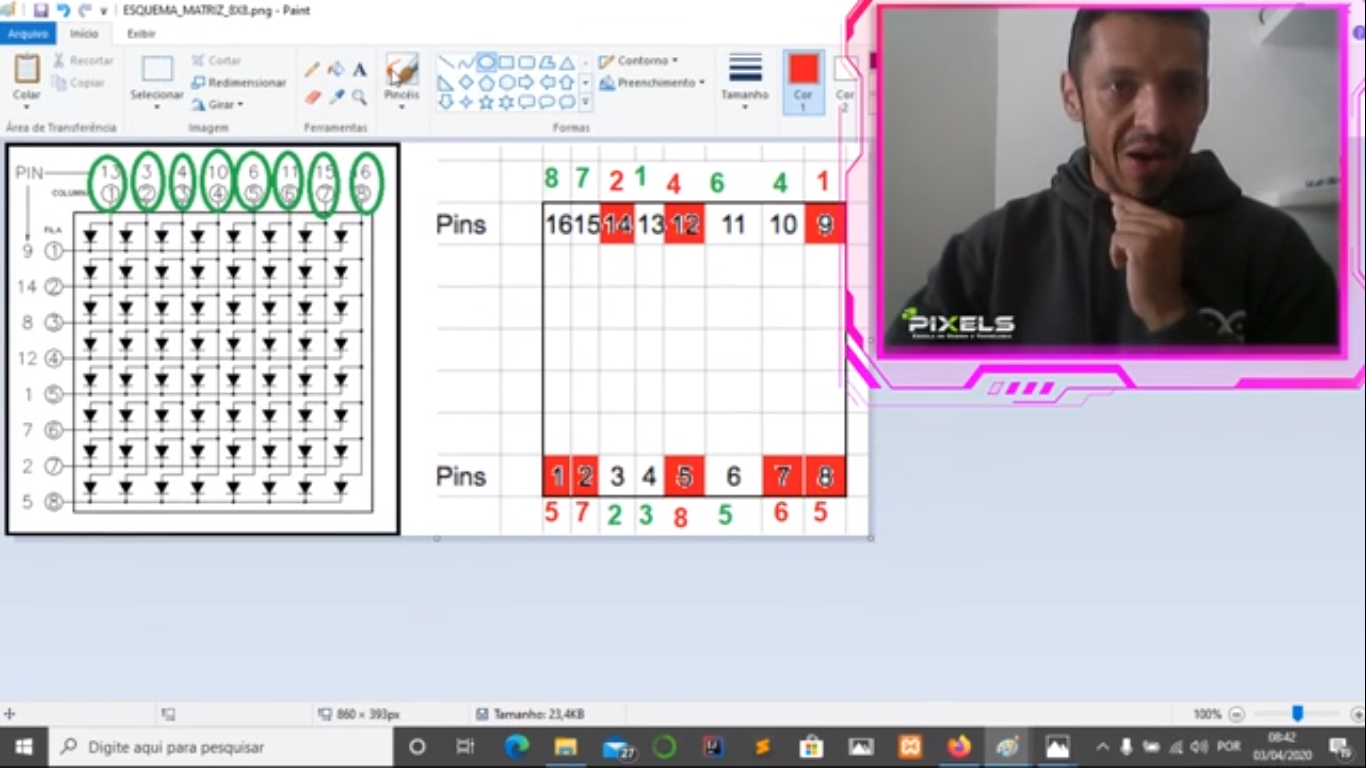 ESQUEMA_MATRIZ_8X8.png - Paint
Arquivo Início Exibir
Colar
Recortar
Copiar
Área de Transferência
Selecionar
Cortar
Redimensionar
Girar
Imagem
A
Ferramentas
Pincéis
Contorno
Preenchimento
Formas
Tamanho
Cor
1
Cor
2
PIN 13 3 4 10 6 11 15 16
1 2 3 4 5 6 7 8
FILA
9 1
14 2
8 3
12 4
1 5
7 6
2 7
5 8
8 7 2 1 4 6 4 1
Pins 16 15 14 13 12 11 10 9
Pins 1 2 3 4 5 6 7 8
5 7 2 3 8 5 6 5
PIXELS
860 × 393px
Tamanho: 23,4KB
100%
Digite aqui para pesquisar
27
POR
08:42
03/04/2020
19